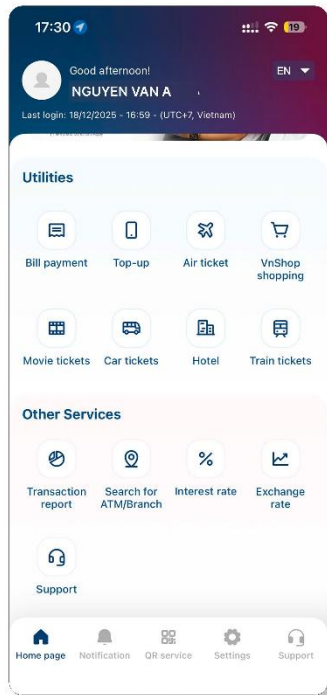 17:30
19
Good afternoon!
EN
NGUYEN VAN A
Last login: 18/12/2025 - 16:59 - (UTC+7, Vietnam)
Utilities
Bill payment
Top-up
Air ticket
VnShop
shopping
Movie tickets
Car tickets
Hotel
Train tickets
Other Services
Transaction
report
Search for
ATM/Branch
Interest rate
Exchange
rate
Support
Home page
Notification
QR service
Settings
Support